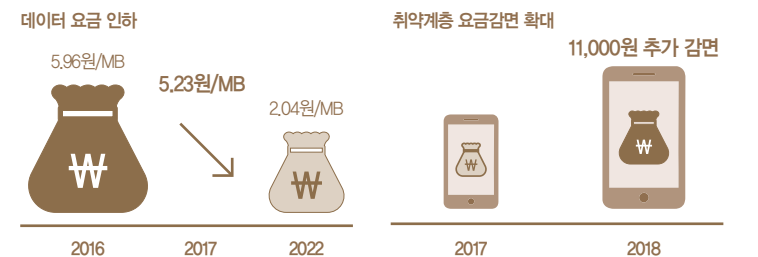 데이터 요금 인하
5.96원/MB
5.23원/MB
2.04원/MB
₩
₩
2016
2017
2022
취약계층 요금감면 확대
11,000원 추가 감면
₩
₩
2017
2018